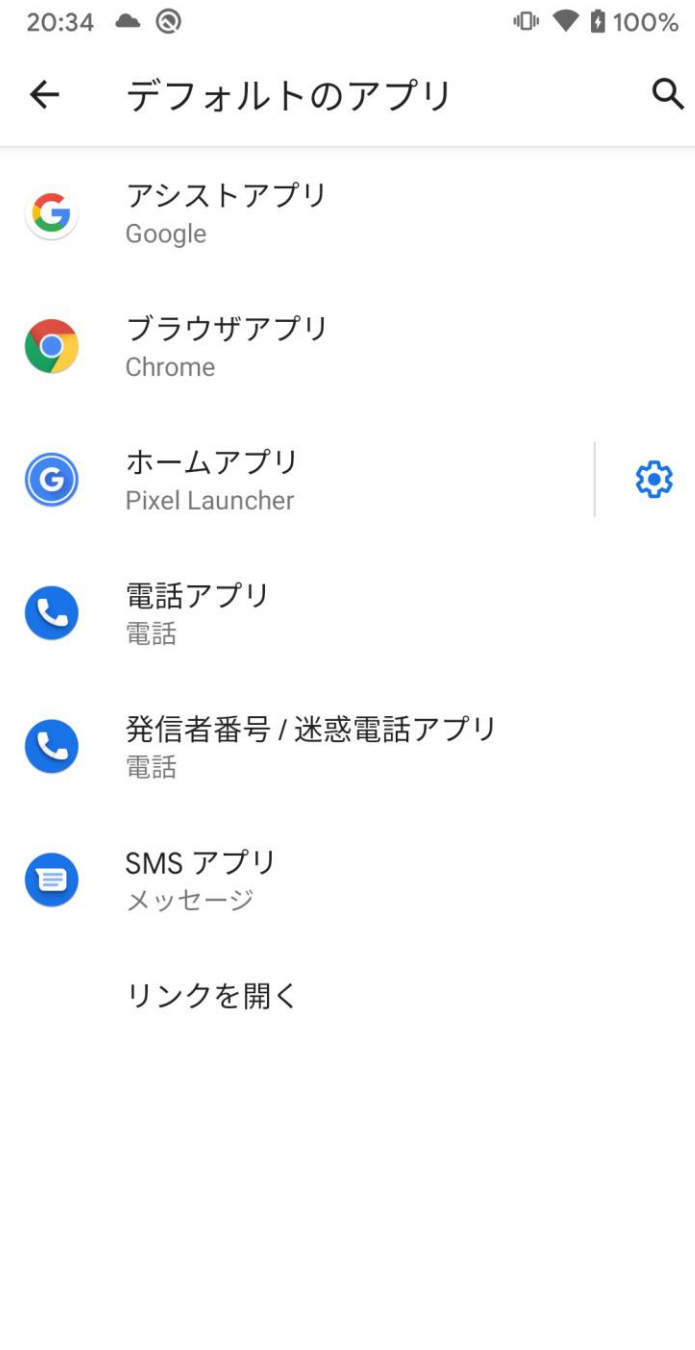 20:34
100%
デフォルトのアプリ
アシストアプリ
Google
ブラウザアプリ
Chrome
ホームアプリ
Pixel Launcher
電話アプリ
電話
発信者番号 / 迷惑電話アプリ
電話
SMS アプリ
メッセージ
リンクを開く